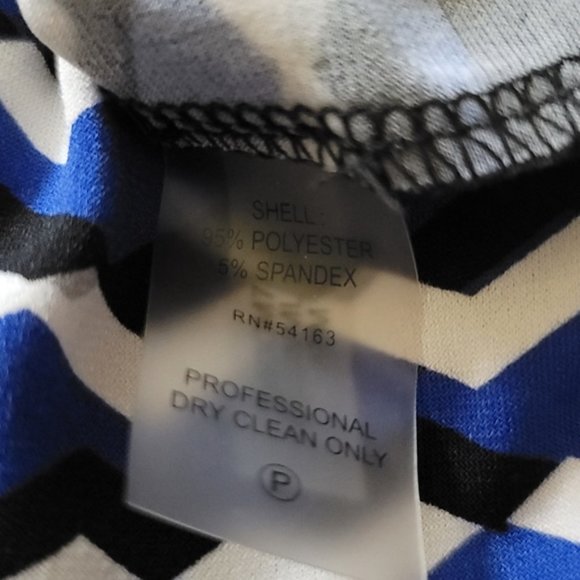 SHELL:
95% POLYESTER
5% SPANDEX
RN#54163
PROFESSIONAL
DRY CLEAN ONLY
P